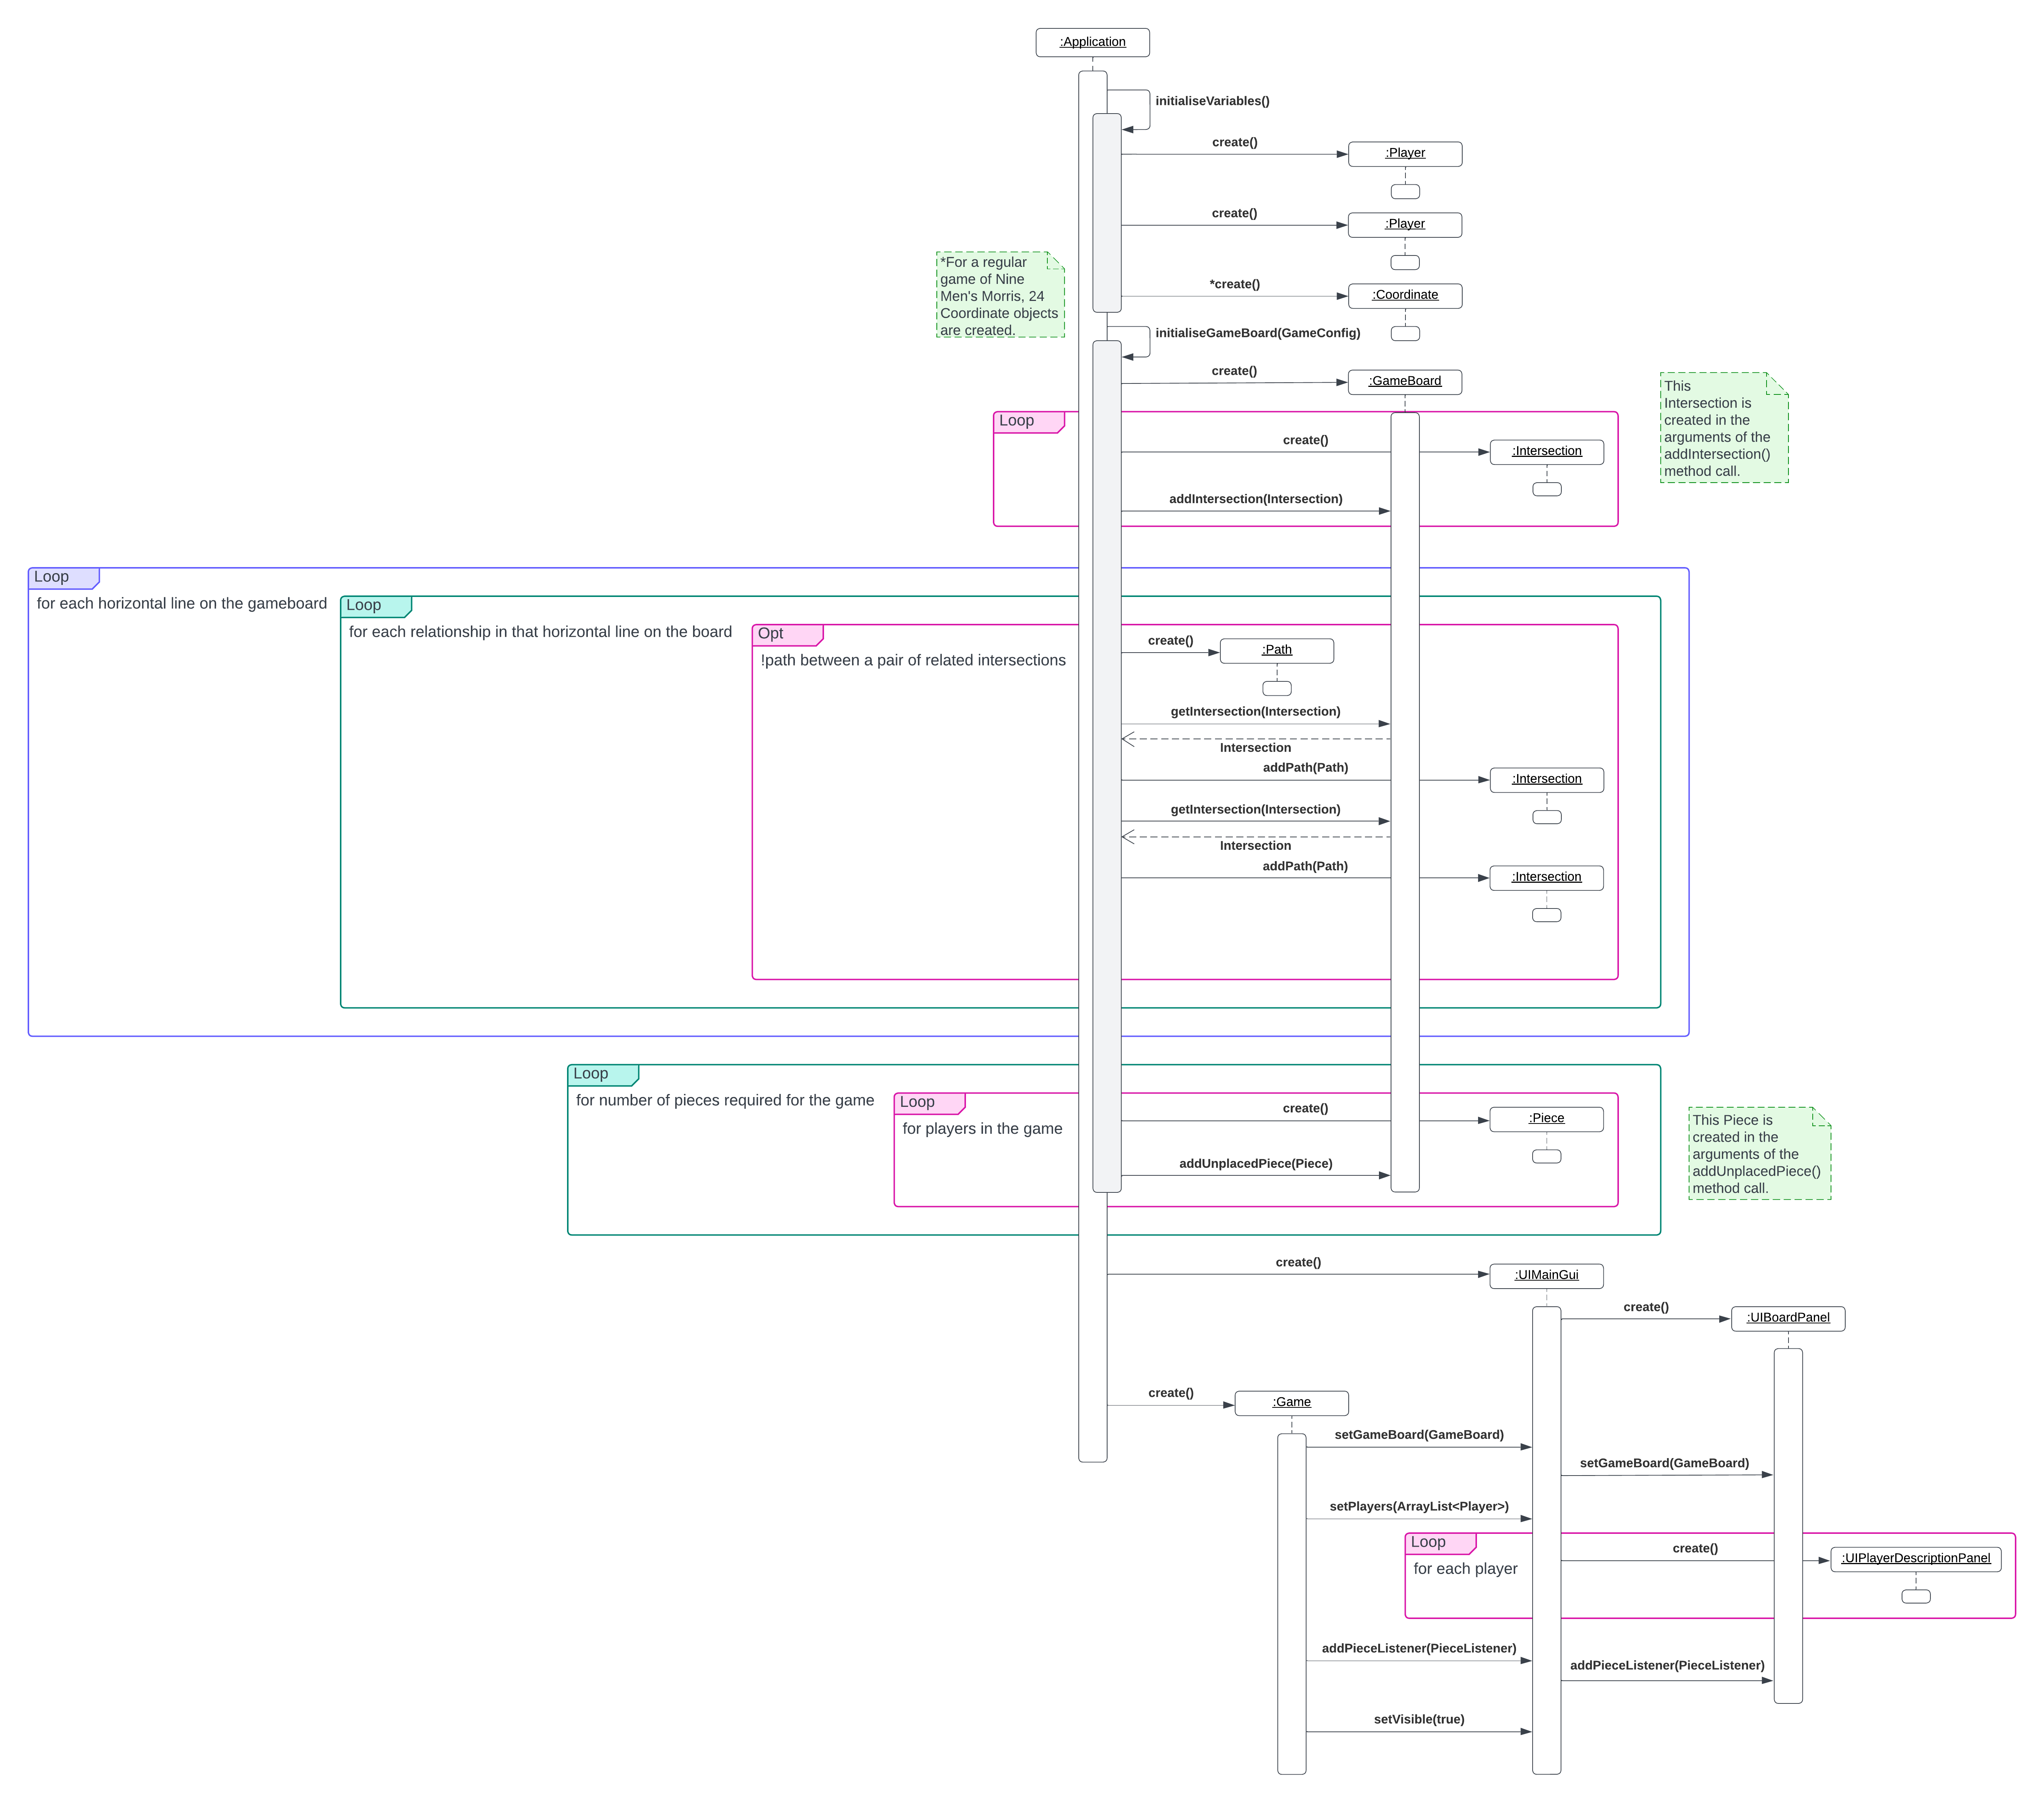 :Application
initialiseVariables()
create()
:Player
create()
:Player
*For a regular
game of Nine
Men's Morris, 24
Coordinate objects
are created.
*create()
:Coordinate
initialiseGameBoard(GameConfig)
create()
:GameBoard
This
Intersection is
created in the
arguments of the
addIntersection()
method call.
Loop
create()
:Intersection
addIntersection(Intersection)
Loop
for each horizontal line on the gameboard
Loop
for each relationship in that horizontal line on the board
Opt
!path between a pair of related intersections
create()
:Path
getIntersection(Intersection)
Intersection
addPath(Path)
:Intersection
getIntersection(Intersection)
Intersection
addPath(Path)
:Intersection
Loop
for number of pieces required for the game
Loop
for players in the game
create()
:Piece
This Piece is
created in the
arguments of the
addUnplacedPiece()
method call.
addUnplacedPiece(Piece)
create()
:UIMainGui
create()
:UIBoardPanel
create()
:Game
setGameBoard(GameBoard)
setGameBoard(GameBoard)
setPlayers(ArrayList<Player>)
Loop
for each player
create()
:UIPlayerDescriptionPanel
addPieceListener(PieceListener)
addPieceListener(PieceListener)
setVisible(true)